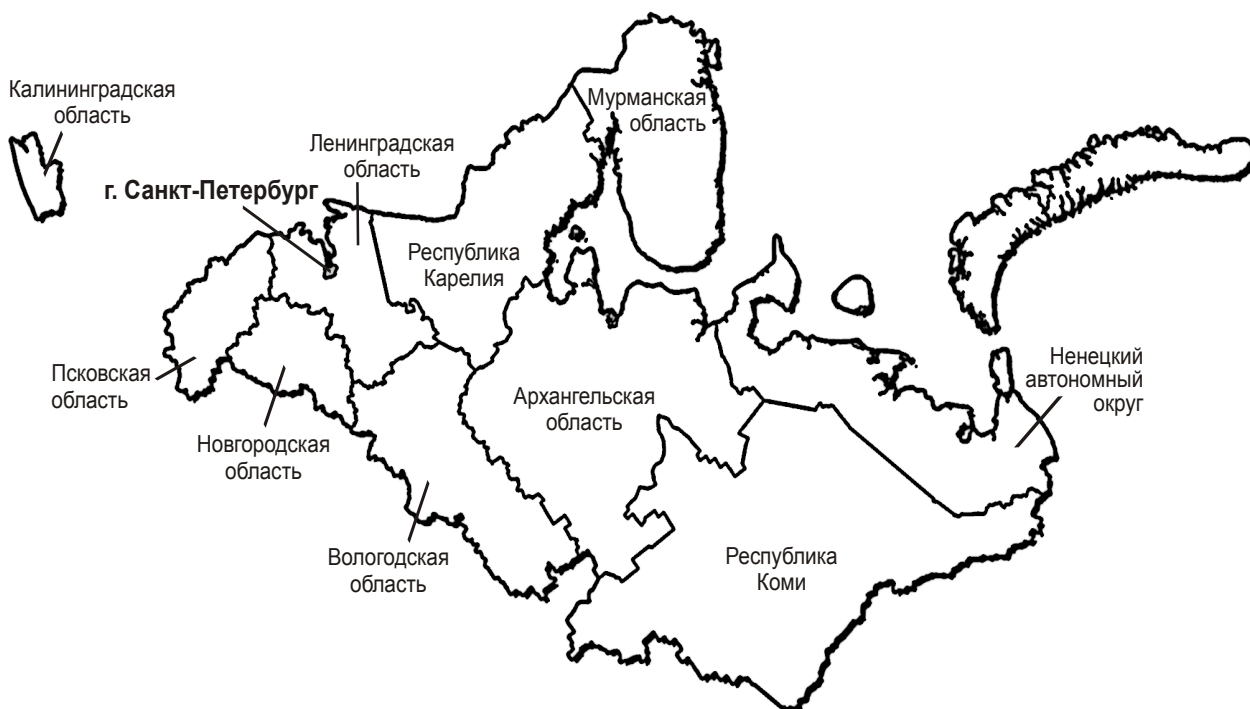 Калининградская
область
Мурманская
область
Ленинградская
область
г. Санкт-Петербург
Республика
Карелия
Псковская
область
Новгородская
область
Архангельская
область
Ненецкий
автономный
округ
Вологодская
область
Республика
Коми